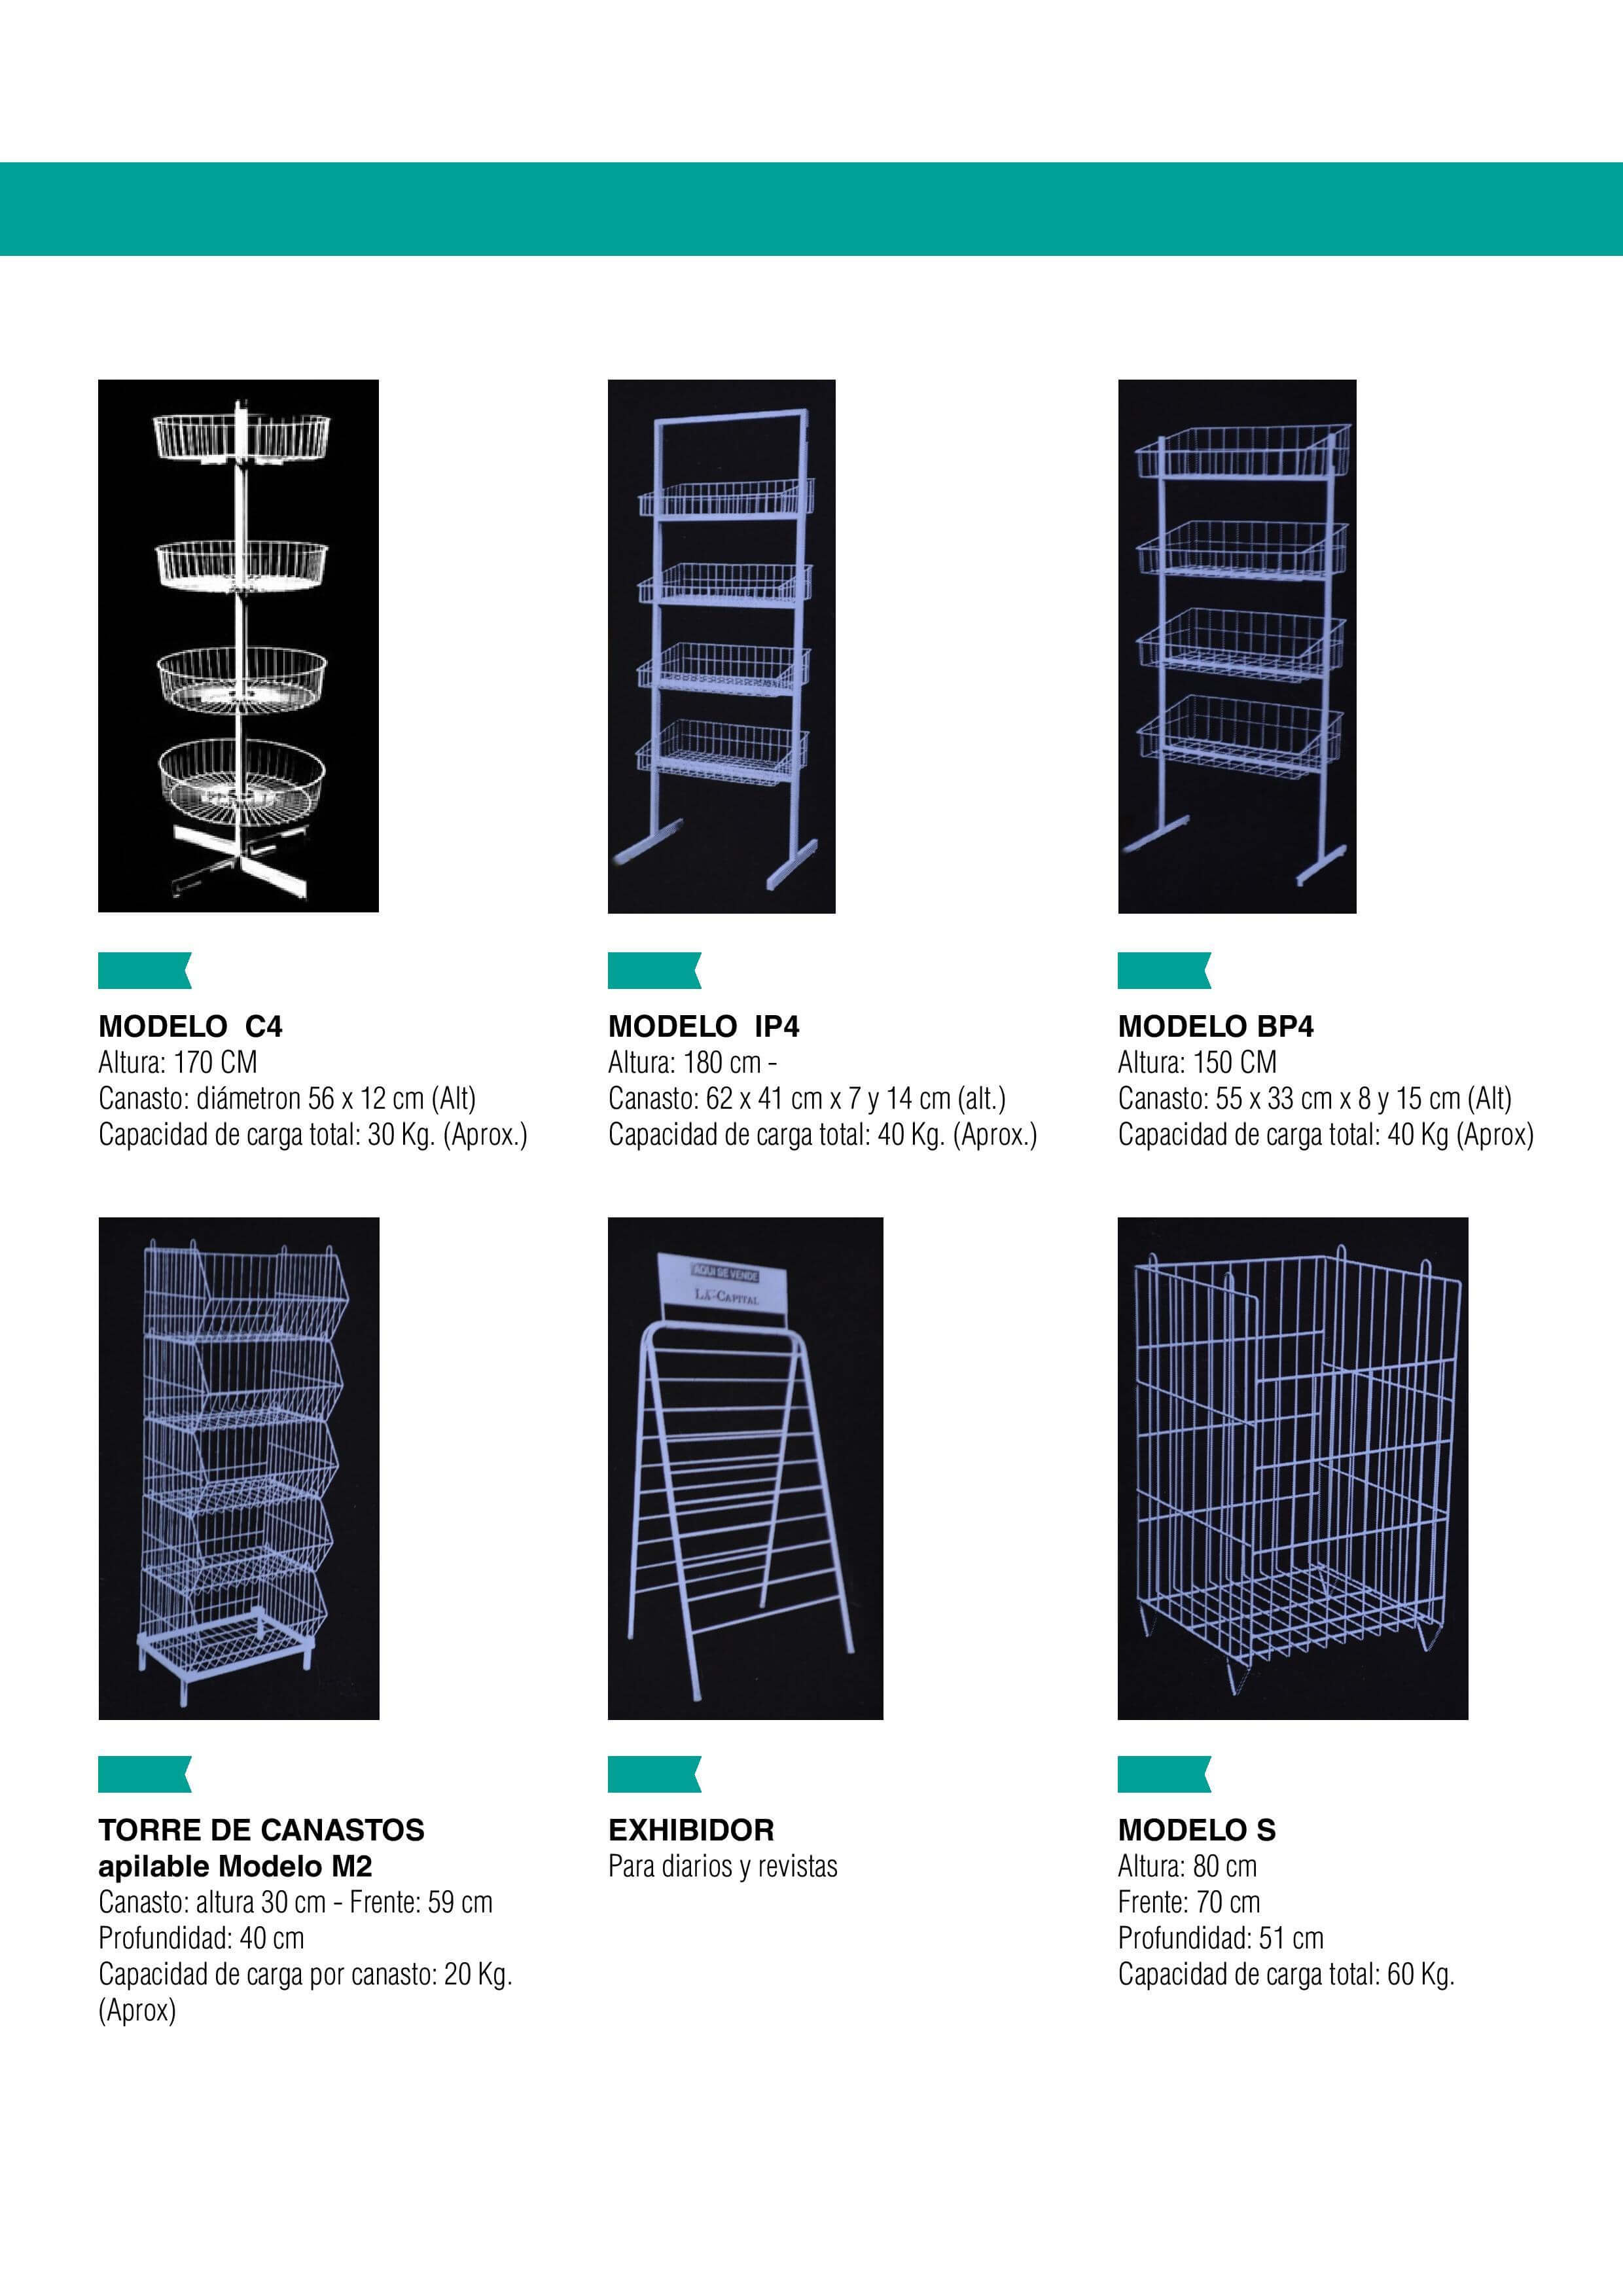 MODELO  C4
Altura: 170 CM
Canasto: diámetron 56 x 12 cm (Alt)
Capacidad de carga total: 30 Kg. (Aprox.)
MODELO  IP4
Altura: 180 cm -
Canasto: 62 x 41 cm x 7 y 14 cm (alt.)
Capacidad de carga total: 40 Kg. (Aprox.)
MODELO BP4
Altura: 150 CM
Canasto: 55 x 33 cm x 8 y 15 cm (Alt)
Capacidad de carga total: 40 Kg (Aprox)
AQUI SE VENDE
LA CAPITAL
TORRE DE CANASTOS
apilable Modelo M2
Canasto: altura 30 cm - Frente: 59 cm
Profundidad: 40 cm
Capacidad de carga por canasto: 20 Kg.
(Aprox)
EXHIBIDOR
Para diarios y revistas
MODELO S
Altura: 80 cm
Frente: 70 cm
Profundidad: 51 cm
Capacidad de carga total: 60 Kg.